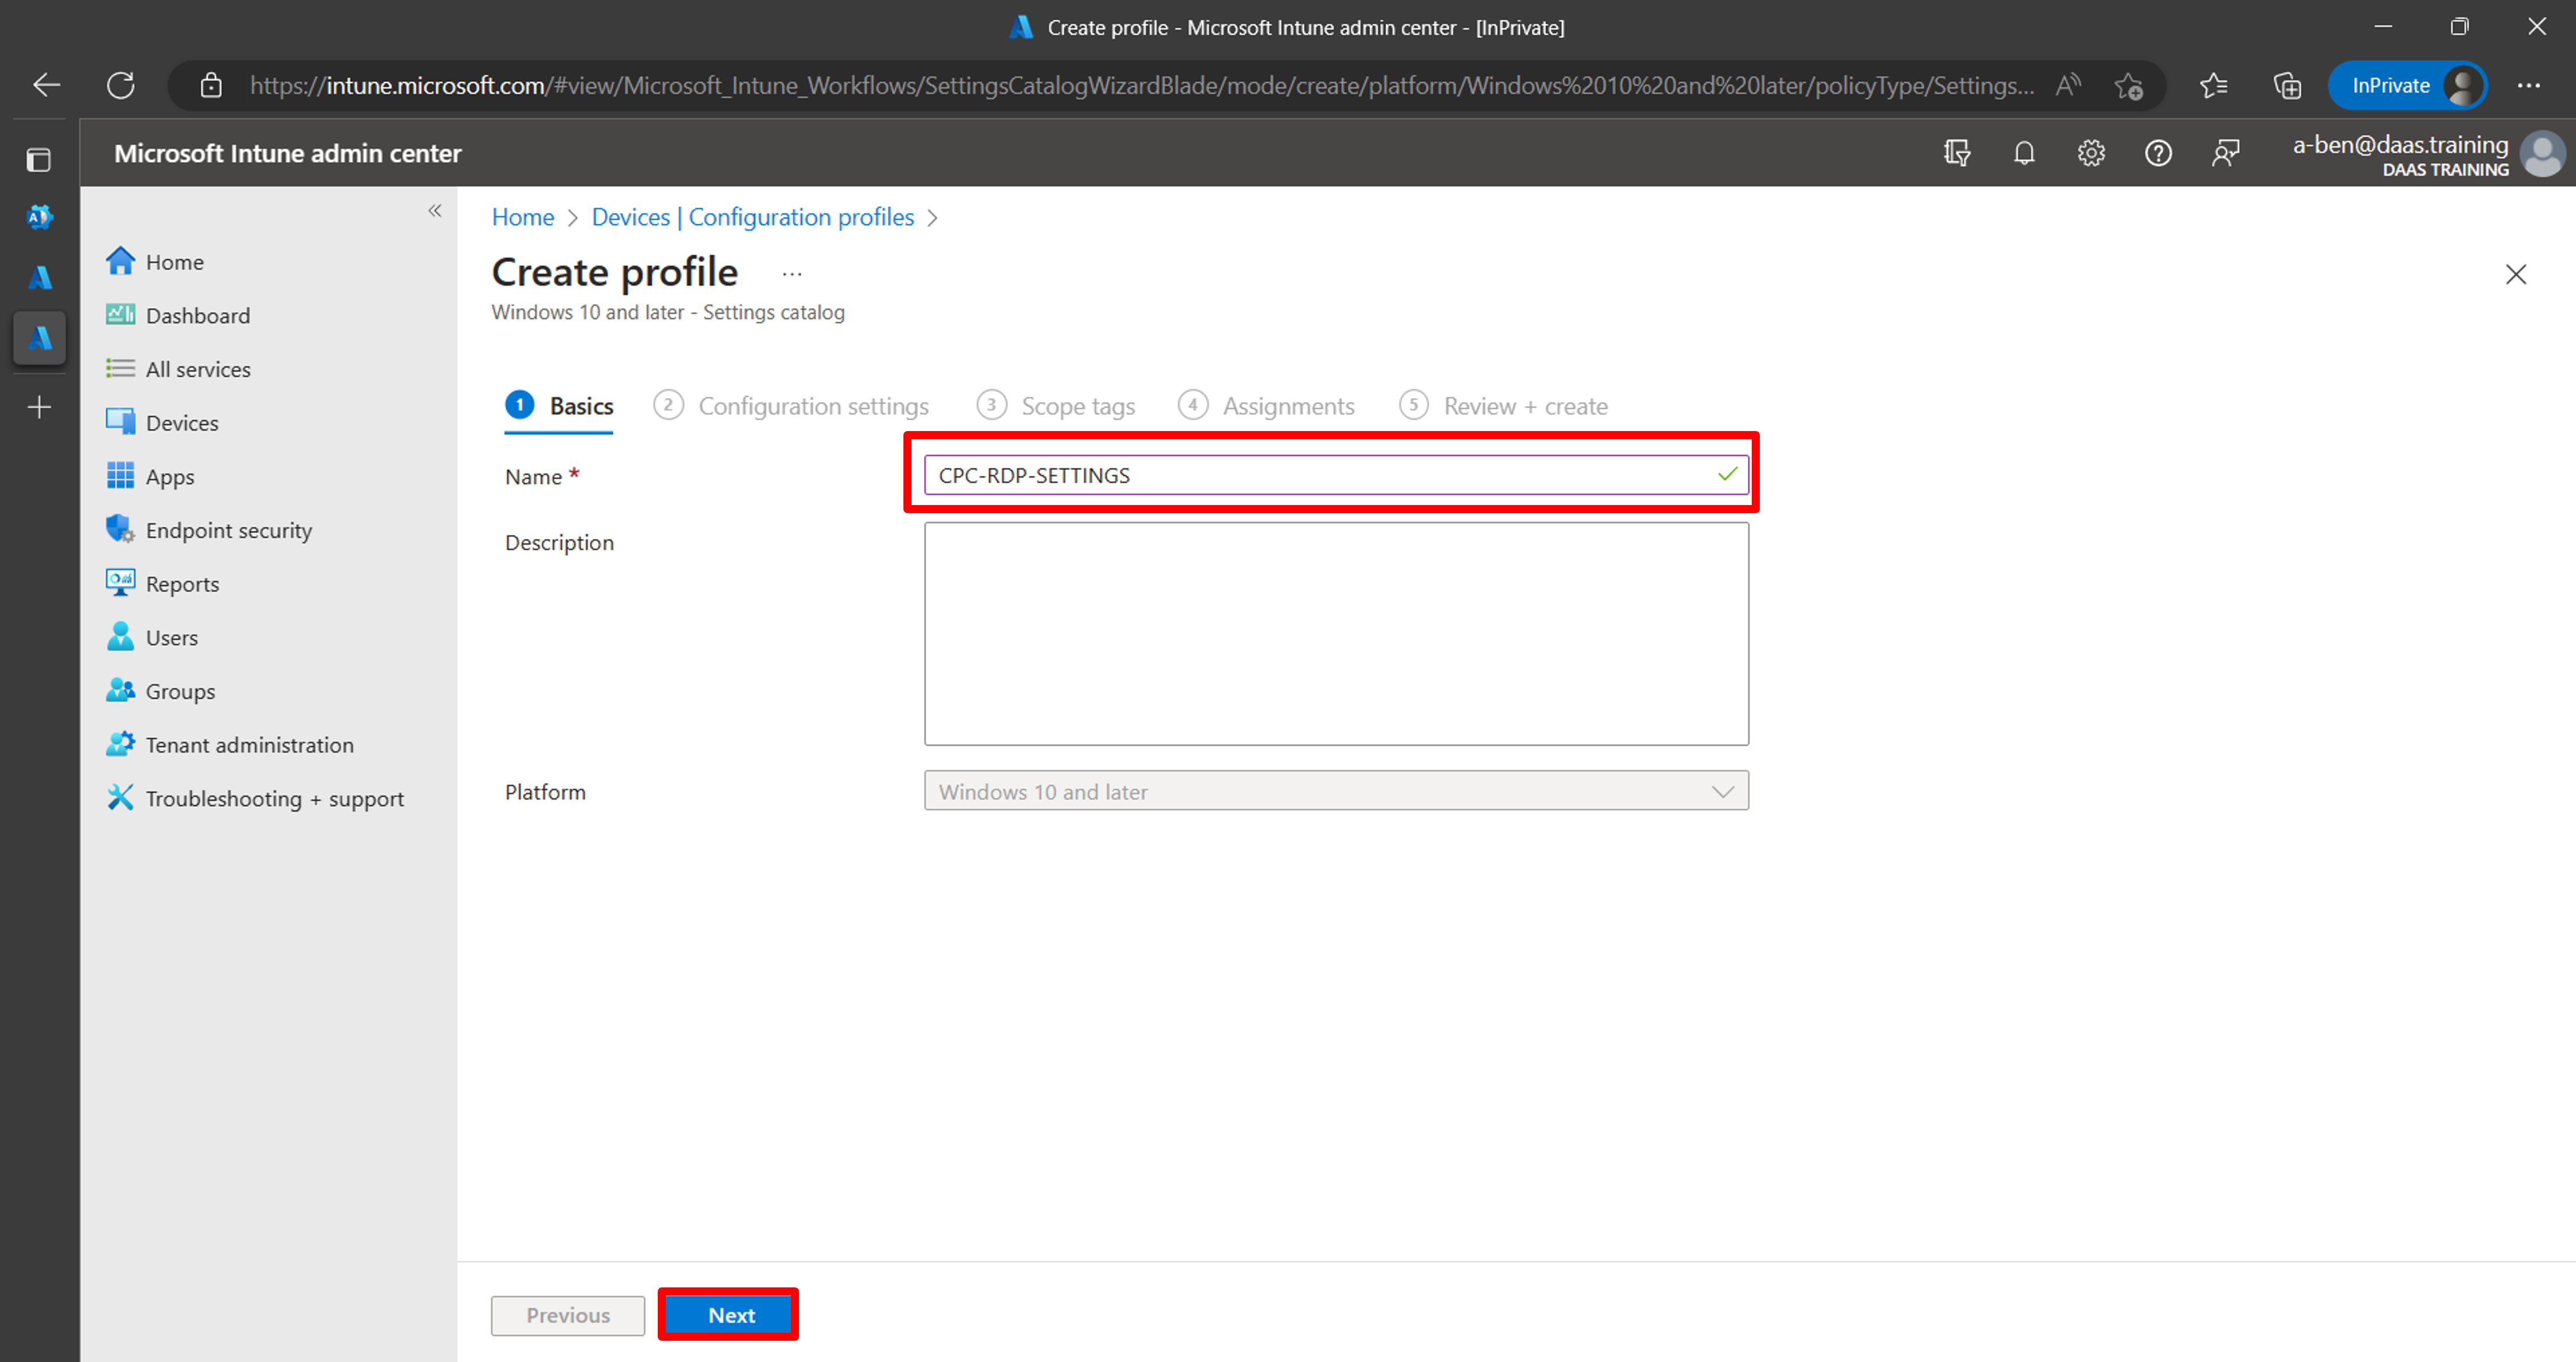 Create profile - Microsoft Intune admin center - [InPrivate]
https://intune.microsoft.com/#view/Microsoft_Intune_Workflows/SettingsCatalogWizardBlade/mode/create/platform/Windows%2010%20and%20later/policyType/Settings...
InPrivate
Microsoft Intune admin center
a-ben@daas.training
DAAS TRAINING
Home
Dashboard
All services
Devices
Apps
Endpoint security
Reports
Users
Groups
Tenant administration
Troubleshooting + support
Home > Devices | Configuration profiles >
Create profile ...
Windows 10 and later - Settings catalog
1 Basics 2 Configuration settings 3 Scope tags 4 Assignments 5 Review + create
Name * CPC-RDP-SETTINGS
Description
Platform Windows 10 and later
Previous Next